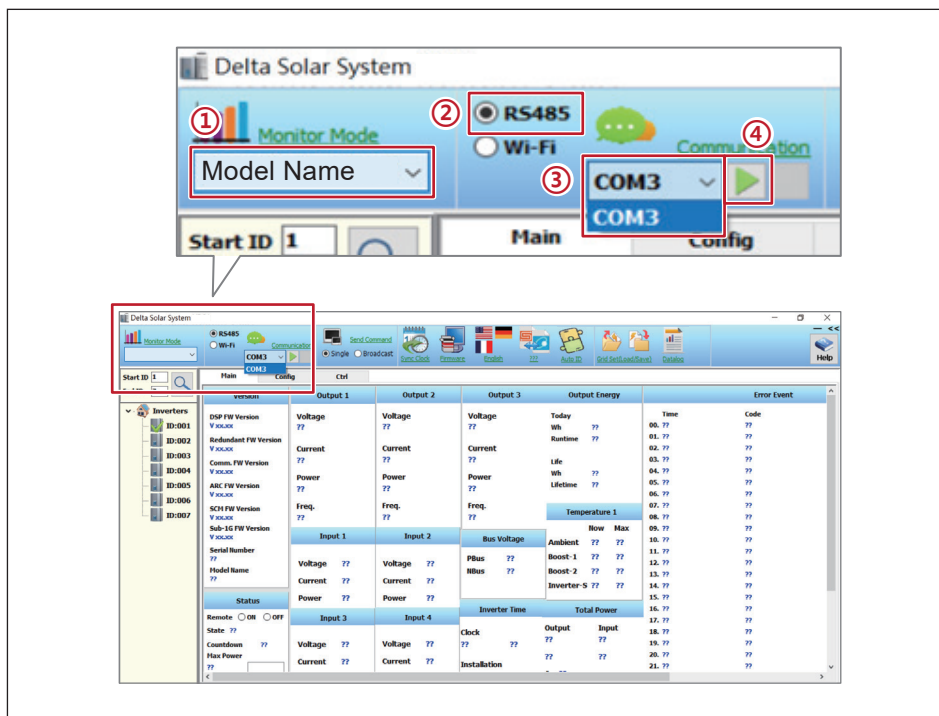 Delta Solar System
① Monitor Mode
Model Name
② RS485
Wi-Fi
③ COM3
COM3
④ Communication
Start ID 1
Main Config
Delta Solar System
Monitor Mode
RS485
Wi-Fi
COM3
COM3
Send Command
Single Broadcast
Sync Clock
Firmware
English
???
Auto ID
Grid Set(Load/Save)
Datalog
Help
Start ID 1
Main Config Ctrl
Inverters
ID:001
ID:002
ID:003
ID:004
ID:005
ID:006
ID:007
Version
DSP FW Version
V xx.xx
Redundant FW Version
V xx.xx
Comm. FW Version
V xx.xx
ARC FW Version
V xx.xx
SCM FW Version
V xx.xx
Sub-1G FW Version
V xx.xx
Serial Number
??
Model Name
??
Status
Remote ON OFF
State ??
Countdown ??
Max Power
??
Output 1
Voltage
??
Current
??
Power
??
Freq.
??
Output 2
Voltage
??
Current
??
Power
??
Freq.
??
Output 3
Voltage
??
Current
??
Power
??
Freq.
??
Input 1
Voltage ??
Current ??
Power ??
Input 2
Voltage ??
Current ??
Power ??
Input 3
Voltage ??
Current ??
Input 4
Voltage ??
Current ??
Bus Voltage
PBus ??
NBus ??
Inverter Time
Clock
?? ??
Installation
Output Energy
Today
Wh ??
Runtime ??
Life
Wh ??
Lifetime ??
Temperature 1
Now Max
Ambient ?? ??
Boost-1 ?? ??
Boost-2 ?? ??
Inverter-S ?? ??
Total Power
Output Input
?? ??
?? ??
Error Event
Time Code
00. ?? ??
01. ?? ??
02. ?? ??
03. ?? ??
04. ?? ??
05. ?? ??
06. ?? ??
07. ?? ??
08. ?? ??
09. ?? ??
10. ?? ??
11. ?? ??
12. ?? ??
13. ?? ??
14. ?? ??
15. ?? ??
16. ?? ??
17. ?? ??
18. ?? ??
19. ?? ??
20. ?? ??
21. ?? ??